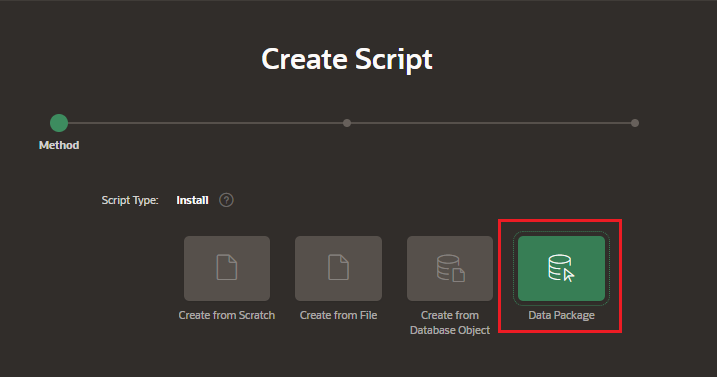 Create Script
Method
Script Type: Install ?
Create from Scratch
Create from File
Create from
Database Object
Data Package